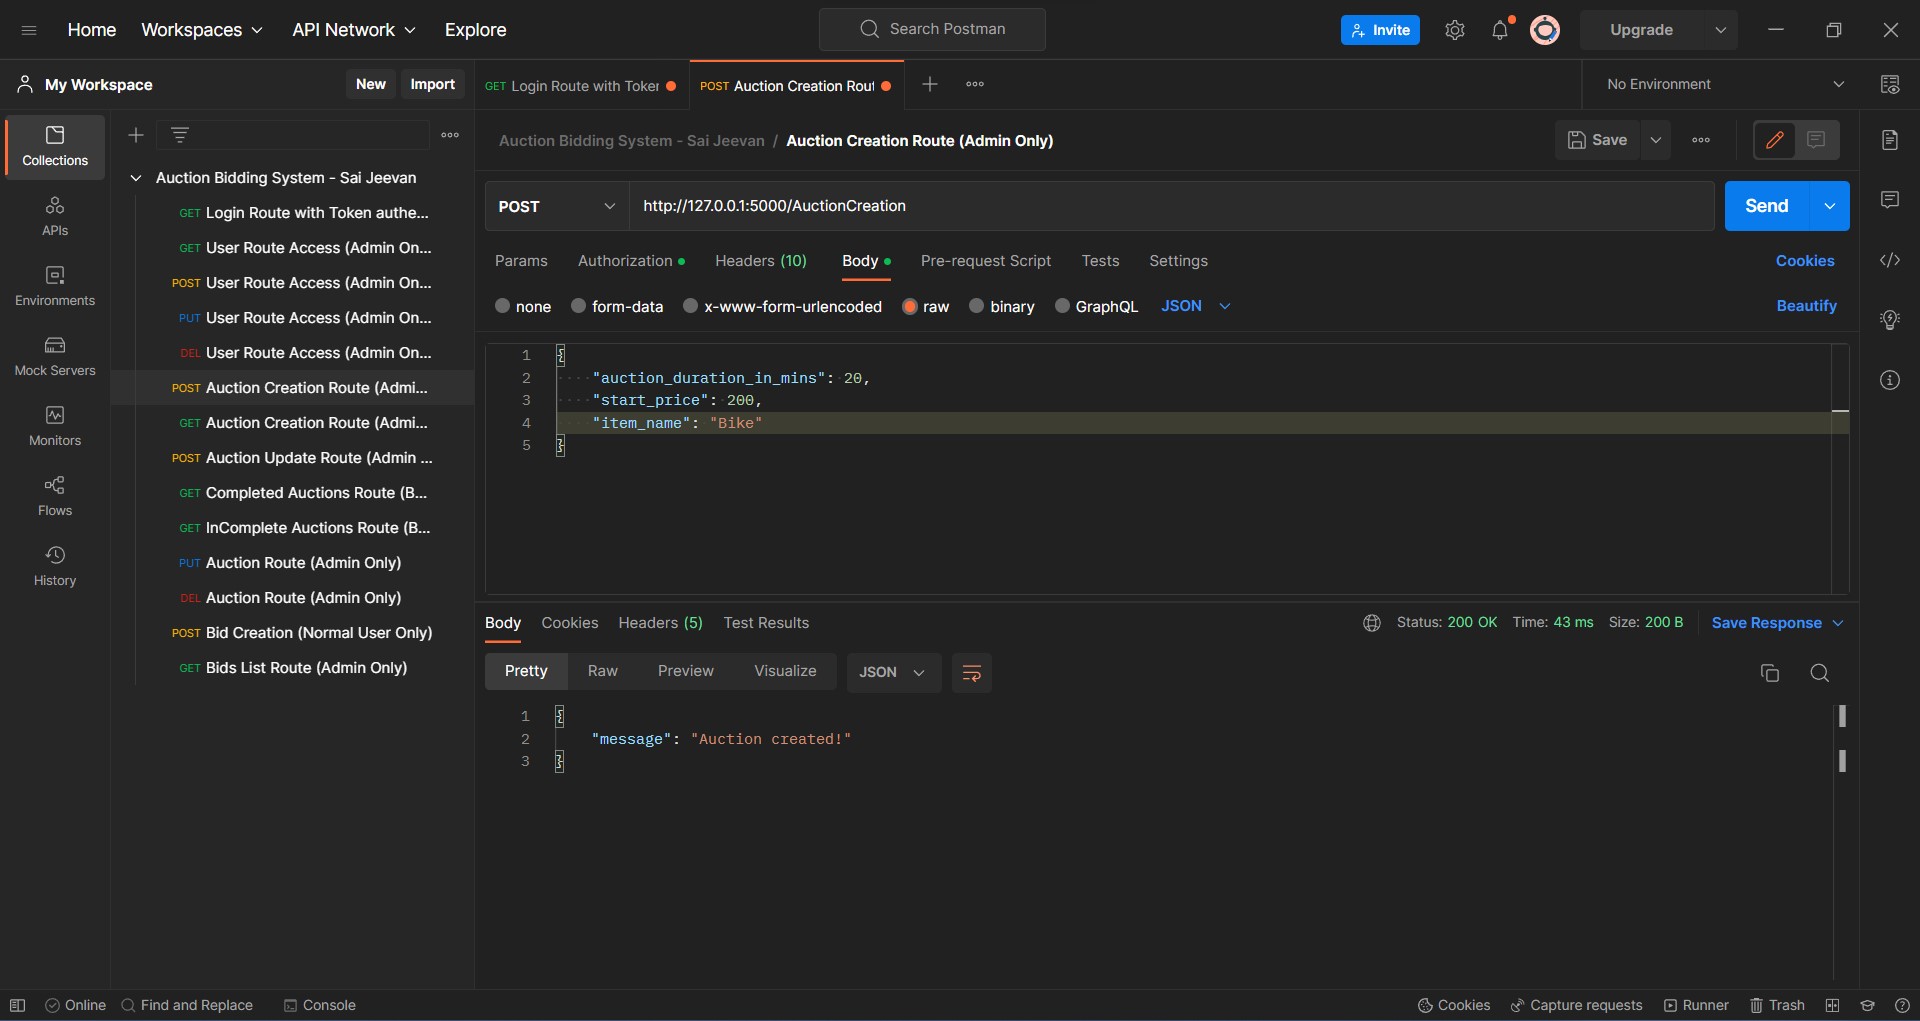 Home Workspaces API Network Explore Search Postman Invite Upgrade
My Workspace New Import GET Login Route with Toker POST Auction Creation Rout No Environment
Auction Bidding System - Sai Jeevan / Auction Creation Route (Admin Only) Save
Collections
APIs
Environments
Mock Servers
Monitors
Flows
History
Auction Bidding System - Sai Jeevan
GET Login Route with Token authe...
GET User Route Access (Admin On...
POST User Route Access (Admin On...
PUT User Route Access (Admin On...
DEL User Route Access (Admin On...
POST Auction Creation Route (Admi...
GET Auction Creation Route (Admi...
POST Auction Update Route (Admin ...
GET Completed Auctions Route (B...
GET InComplete Auctions Route (B...
PUT Auction Route (Admin Only)
DEL Auction Route (Admin Only)
POST Bid Creation (Normal User Only)
GET Bids List Route (Admin Only)
POST http://127.0.0.1:5000/AuctionCreation Send
Params Authorization Headers (10) Body Pre-request Script Tests Settings Cookies
none form-data x-www-form-urlencoded raw binary GraphQL JSON Beautify
1 {
2 "auction_duration_in_mins": 20,
3 "start_price": 200,
4 "item_name": "Bike"
5 }
Body Cookies Headers (5) Test Results Status: 200 OK Time: 43 ms Size: 200 B Save Response
Pretty Raw Preview Visualize JSON
1 {
2 "message": "Auction created!"
3 }
Online Find and Replace Console Cookies Capture requests Runner Trash